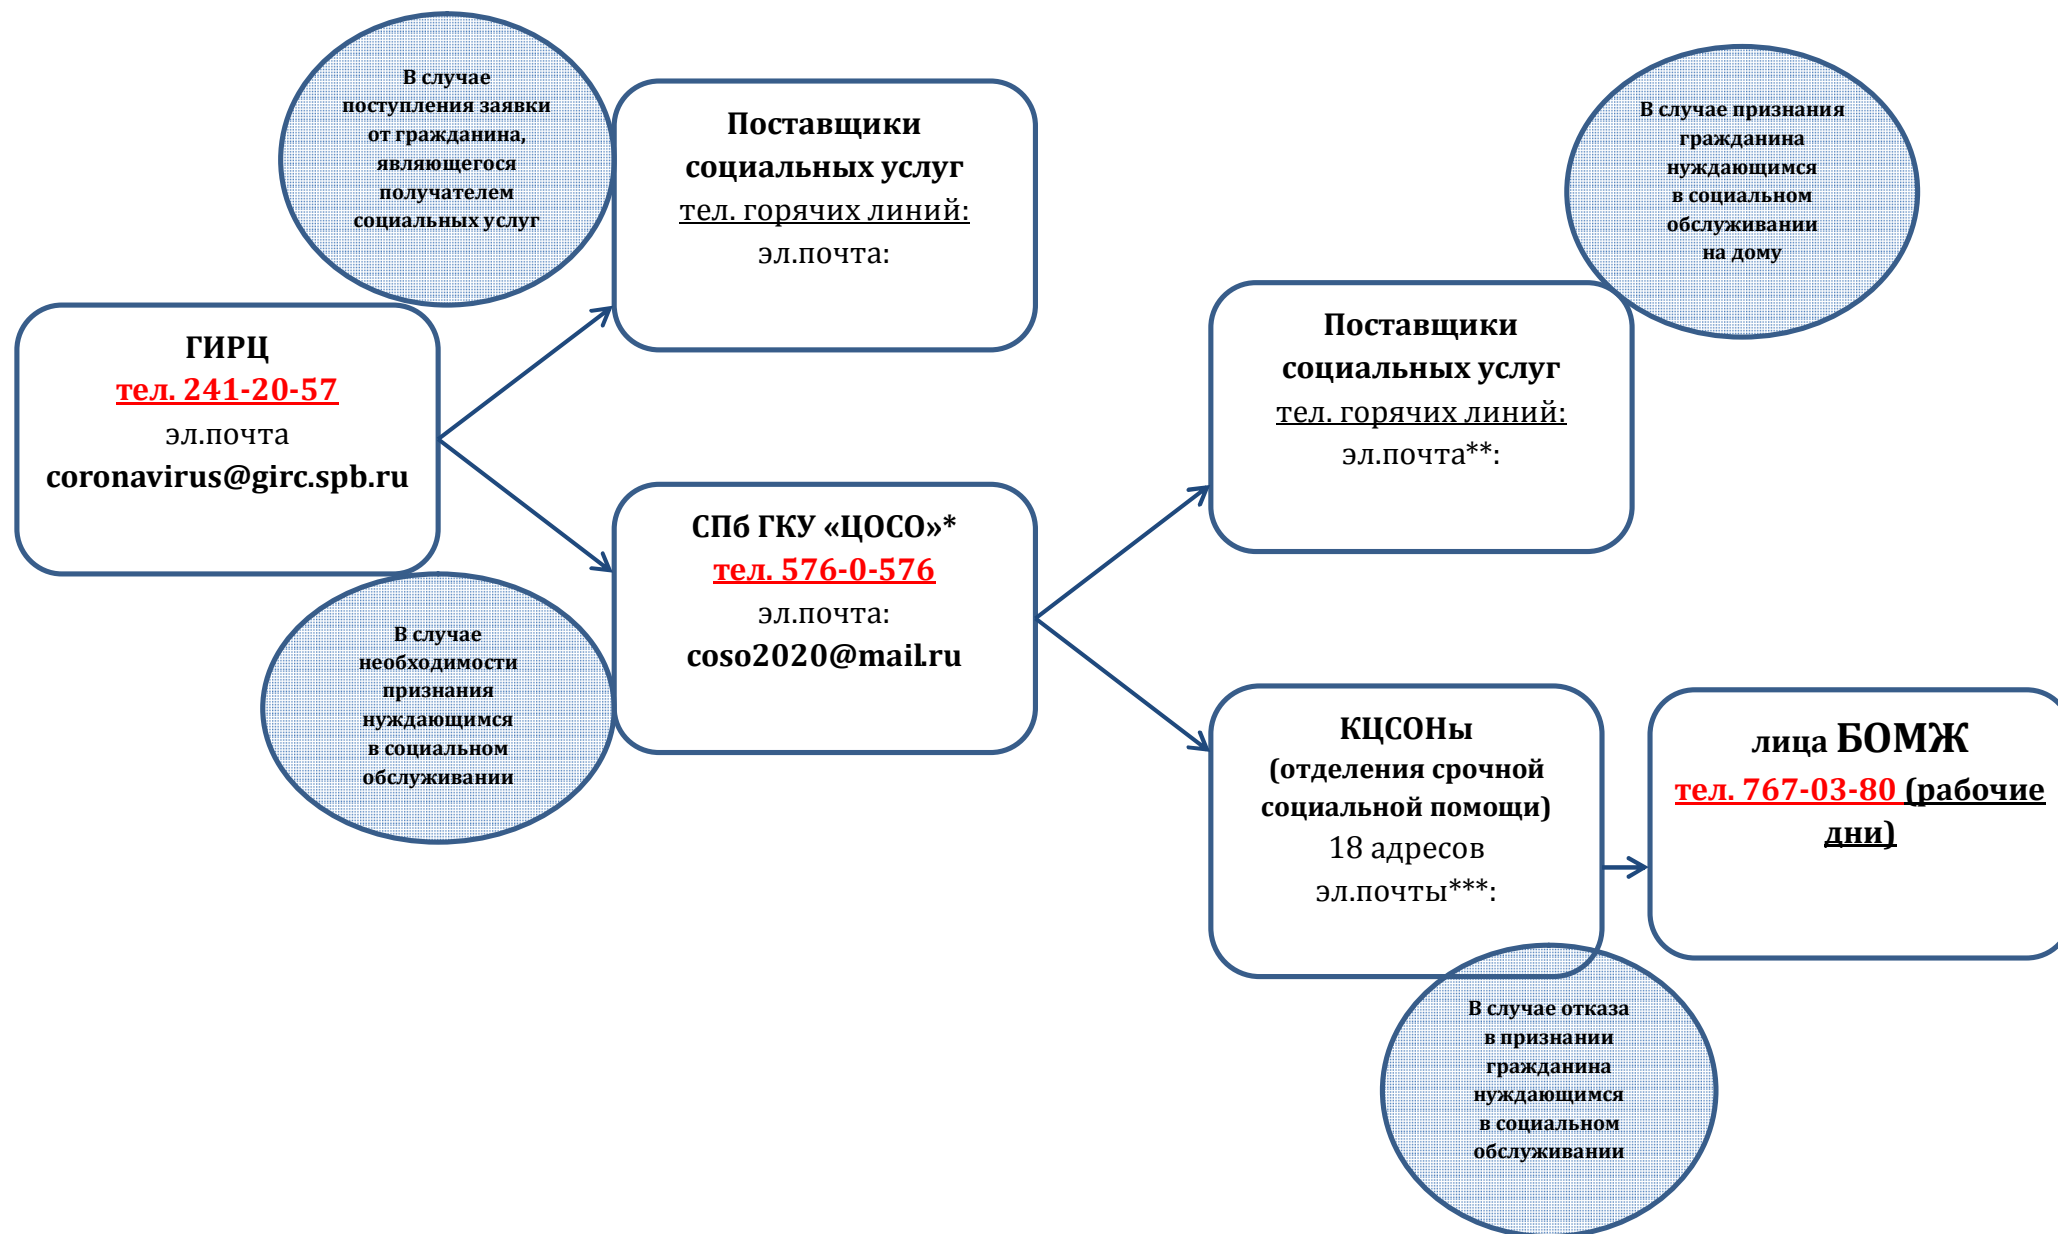 В случае
поступления заявки
от гражданина,
являющегося
получателем
социальных услуг
Поставщики
социальных услуг
тел. горячих линий:
эл.почта:
В случае признания
гражданина
нуждающимся
в социальном
обслуживании
на дому
ГИРЦ
тел. 241-20-57
эл.почта
coronavirus@girc.spb.ru
Поставщики
социальных услуг
тел. горячих линий:
эл.почта**:
СПб ГКУ «ЦОСО»*
тел. 576-0-576
эл.почта:
coso2020@mail.ru
В случае
необходимости
признания
нуждающимся
в социальном
обслуживании
КЦСОНы
(отделения срочной
социальной помощи)
18 адресов
эл.почты***:
лица БОМЖ
тел. 767-03-80 (рабочие
дни)
В случае отказа
в признании
гражданина
нуждающимся
в социальном
обслуживании